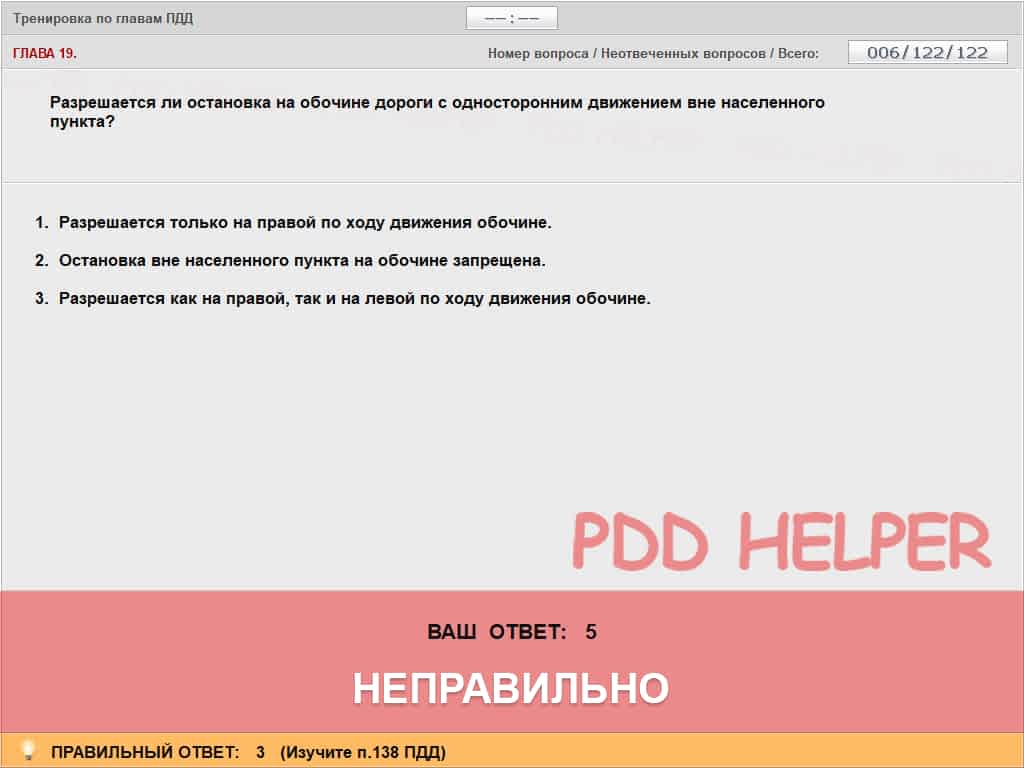 Тренировка по главам ПДД
—— : ——
ГЛАВА 19.
Номер вопроса / Неотвеченных вопросов / Всего: 006/122/122
Разрешается ли остановка на обочине дороги с односторонним движением вне населенного
пункта?
1. Разрешается только на правой по ходу движения обочине.
2. Остановка вне населенного пункта на обочине запрещена.
3. Разрешается как на правой, так и на левой по ходу движения обочине.
PDD HELPER
ВАШ ОТВЕТ: 5
НЕПРАВИЛЬНО
ПРАВИЛЬНЫЙ ОТВЕТ: 3 (Изучите п.138 ПДД)